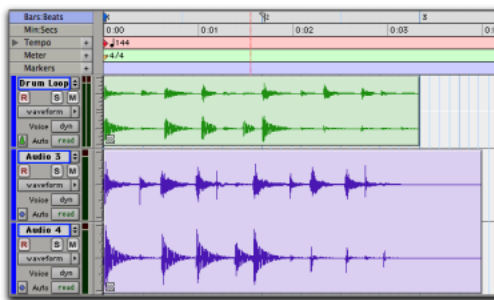 Bars:Beats 1 2 3
Min:Secs 0:00 0:01 0:02 0:03 0:0
Tempo + 144
Meter + 4/4
Markers +
Drum Loop
R S M
waveform
Voice dyn
Auto read
Audio 3
R S M
waveform
Voice dyn
Auto read
Audio 4
R S M
waveform
Voice dyn
Auto read